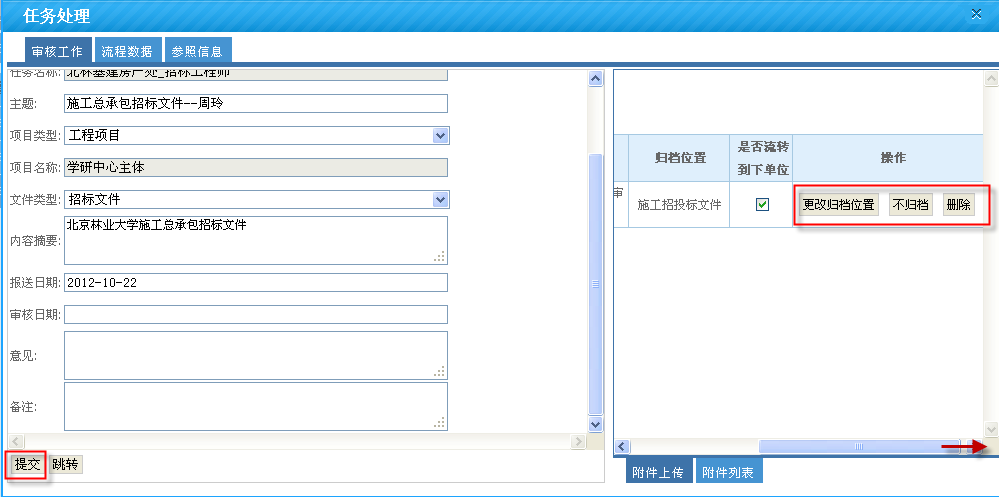 任务处理
审核工作 流程数据 参照信息
任务名称: 北林基建房产处_招标工程师
主题: 施工总承包招标文件--周玲
项目类型: 工程项目
项目名称: 学研中心主体
文件类型: 招标文件
内容摘要: 北京林业大学施工总承包招标文件
报送日期: 2012-10-22
审核日期:
意见:
备注:
提交 跳转
归档位置 是否流转
到下单位 操作
审
施工招投标文件 更改归档位置 不归档 删除
附件上传 附件列表